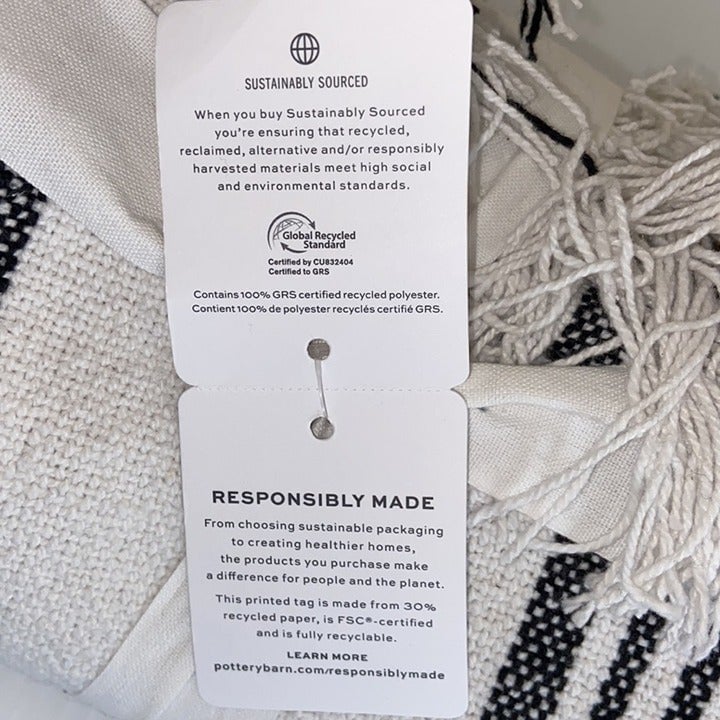 SUSTAINABLY SOURCED
When you buy Sustainably Sourced
you're ensuring that recycled,
reclaimed, alternative and/or responsibly
harvested materials meet high social
and environmental standards.
Global Recycled
Standard
Certified by CU832404
Certified to GRS
Contains 100% GRS certified recycled polyester.
Contient 100% de polyester recyclés certifié GRS.
RESPONSIBLY MADE
From choosing sustainable packaging
to creating healthier homes,
the products you purchase make
a difference for people and the planet.
This printed tag is made from 30%
recycled paper, is FSC®-certified
and is fully recyclable.
LEARN MORE
potterybarn.com/responsiblymade